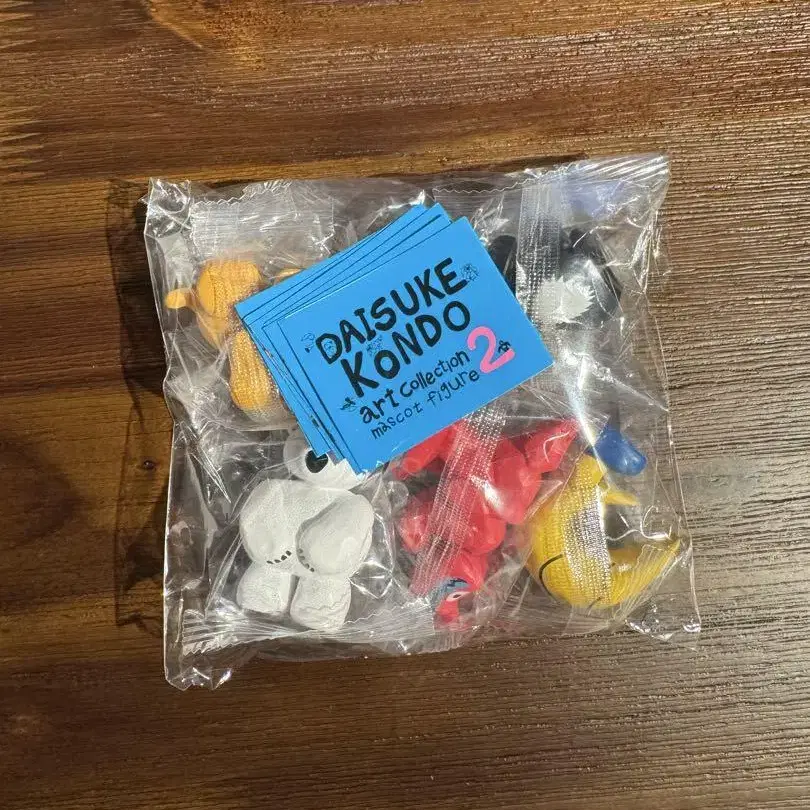 DAISUKE
KONDO
art collection 2
mascot figure